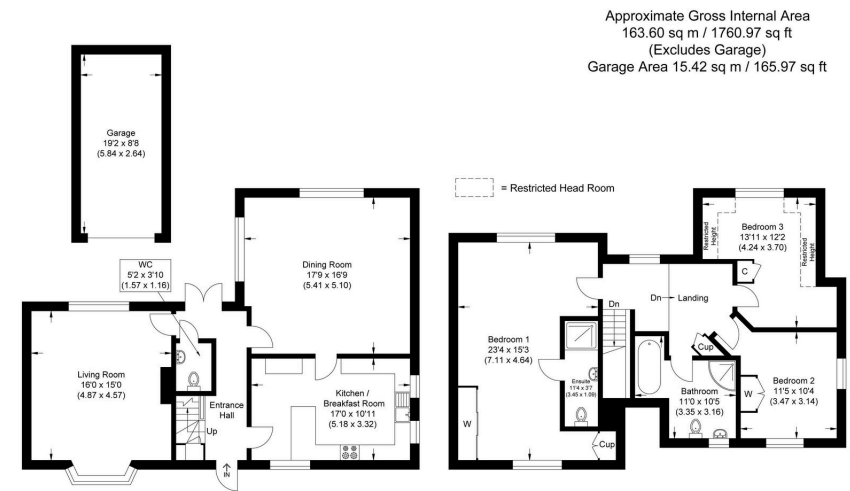 Approximate Gross Internal Area
163.60 sq m / 1760.97 sq ft
(Excludes Garage)
Garage Area 15.42 sq m / 165.97 sq ft
Garage
19'2 x 8'8
(5.84 x 2.64)
= Restricted Head Room
WC
5'2 x 3'10
(1.57 x 1.16)
Dining Room
17'9 x 16'9
(5.41 x 5.10)
Living Room
16'0 x 15'0
(4.87 x 4.57)
Entrance
Hall
Up
IN
Kitchen /
Breakfast Room
17'0 x 10'11
(5.18 x 3.32)
Bedroom 1
23'4 x 15'3
(7.11 x 4.64)
W
Dn
Dn
Landing
Ensuite
11'4 x 3'7
(3.45 x 1.09)
Cup
Restricted
Height
Bedroom 3
13'11 x 12'2
(4.24 x 3.70)
Restricted
Height
C
Cup
Bathroom
11'0 x 10'5
(3.35 x 3.16)
W
Bedroom 2
11'5 x 10'4
(3.47 x 3.14)